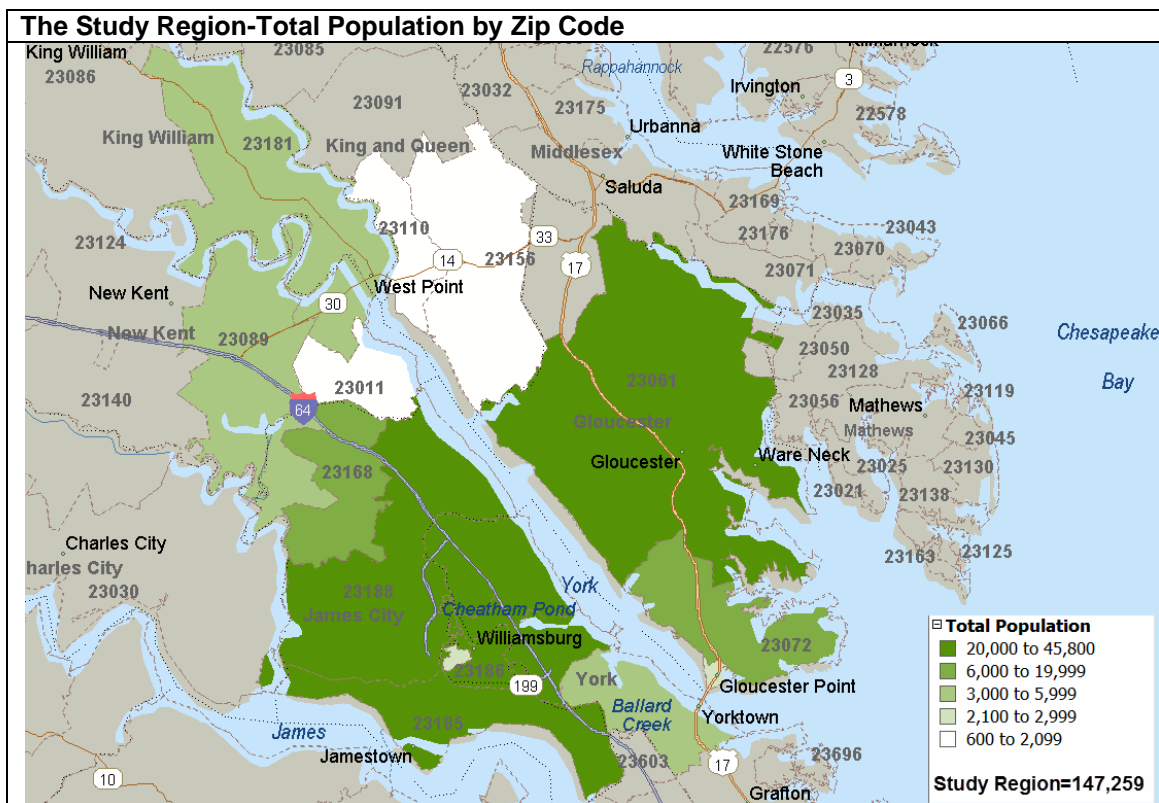 The Study Region-Total Population by Zip Code
King William
23085
23086
23091
23032
Rappahannock
22576
Kilmarnock
Irvington
3
22578
23175
Urbanna
King William
23181
King and Queen
Middlesex
White Stone
Beach
Saluda
23169
23043
23110
23124
33
23156
14
17
23176
23070
23071
New Kent
30
West Point
23035
23066
New Kent
23089
23050
Chesapeake
Bay
23128
23011
23061
23140
64
23056
Mathews
23119
Mathews
Gloucester
23045
Gloucester
Ware Neck
23168
23025
23130
23021
23138
Charles City
harles City
23163
23125
23030
23188
James City
York
Cheatham Pond
Williamsburg
23186
199
York
23072
Gloucester Point
Ballard
Creek
Yorktown
23185
James
Jamestown
23603
17
23696
Grafton
10
Total Population
20,000 to 45,800
6,000 to 19,999
3,000 to 5,999
2,100 to 2,999
600 to 2,099
Study Region=147,259